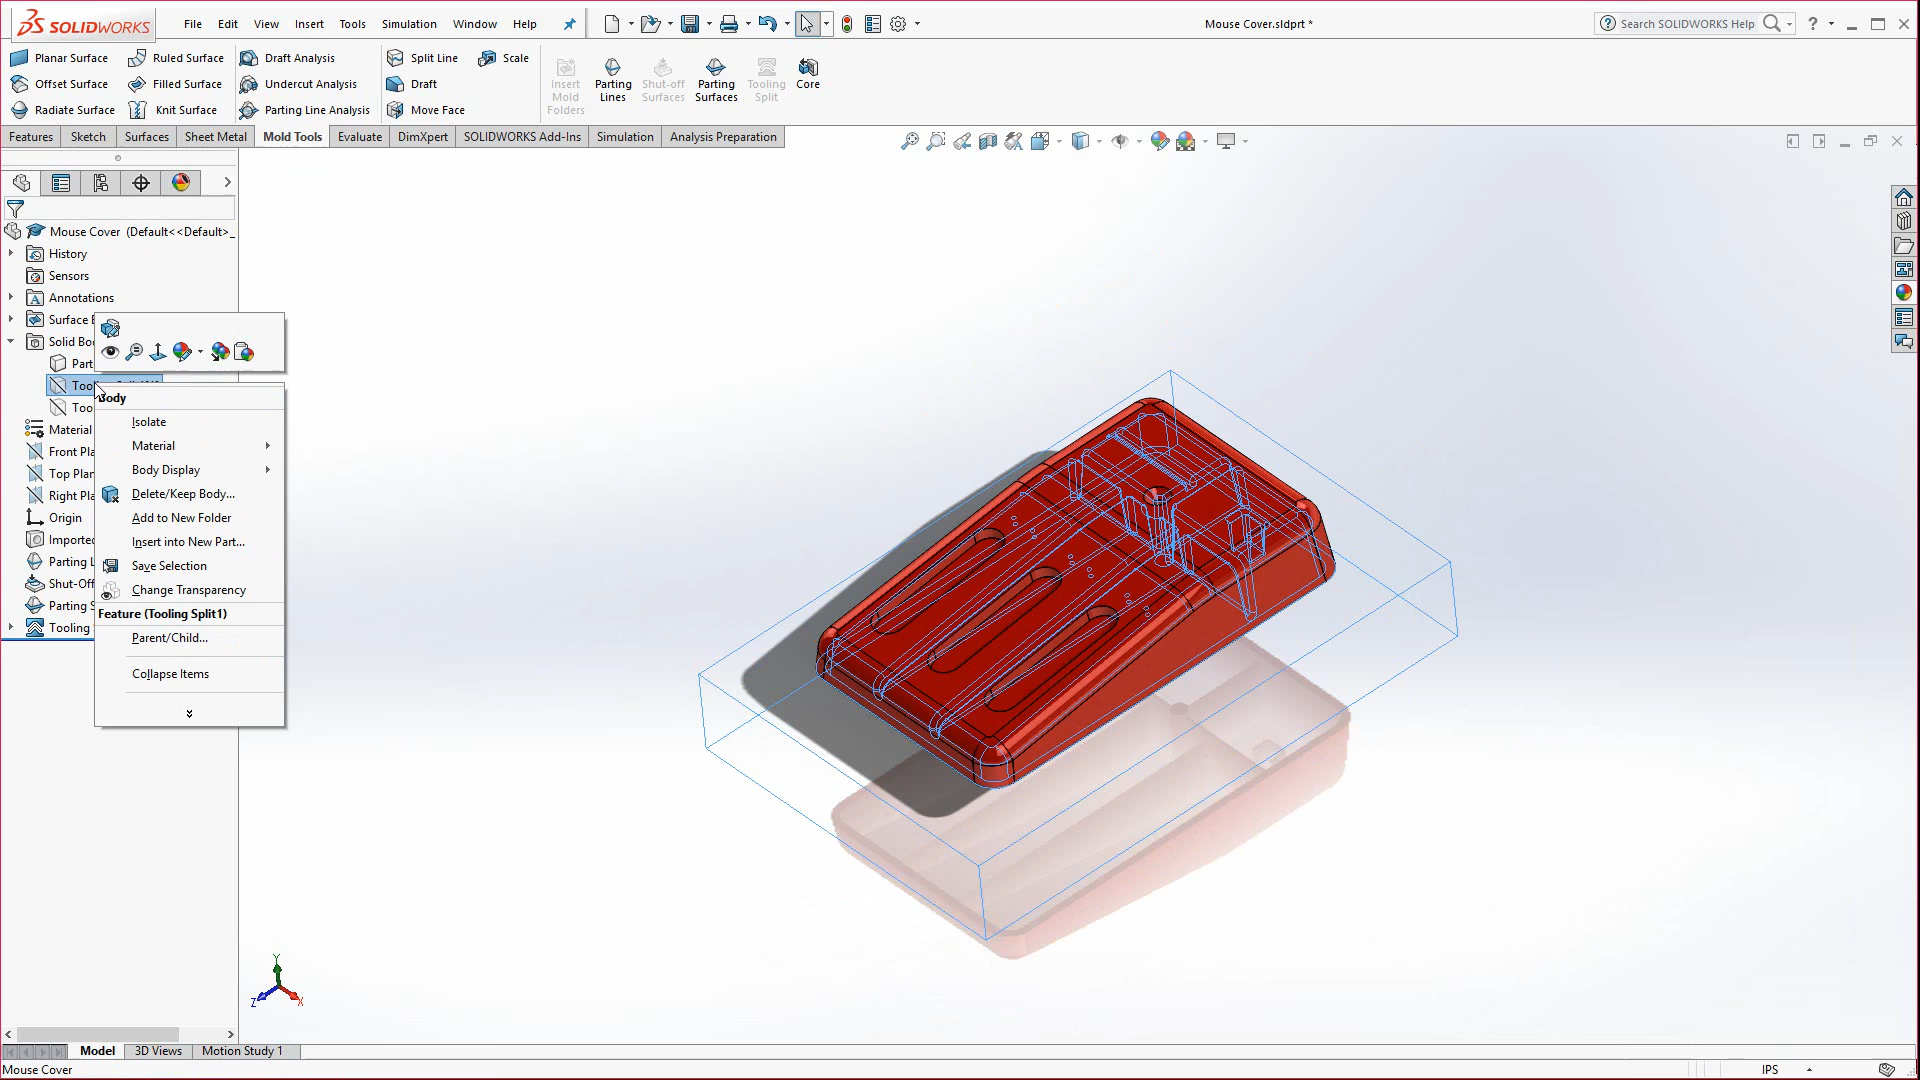 SOLIDWORKS
File Edit View Insert Tools Simulation Window Help
Mouse Cover.sldprt *
Search SOLIDWORKS Help
Planar Surface Ruled Surface Draft Analysis Split Line Scale
Offset Surface Filled Surface Undercut Analysis Draft
Radiate Surface Knit Surface Parting Line Analysis Move Face
Insert Mold Folders
Parting Lines
Shut-off Surfaces
Parting Surfaces
Tooling Split
Core
Features Sketch Surfaces Sheet Metal Mold Tools Evaluate DimXpert SOLIDWORKS Add-Ins Simulation Analysis Preparation
Mouse Cover (Default<<Default>_
History
Sensors
Annotations
Surface
Solid Bo
Part
Too
Too
Material
Front Pla
Top Plan
Right Pla
Origin
Imported
Parting L
Shut-Off
Parting S
Tooling
Body
Isolate
Material
Body Display
Delete/Keep Body...
Add to New Folder
Insert into New Part...
Save Selection
Change Transparency
Feature (Tooling Split1)
Parent/Child...
Collapse Items
Y
Z
X
Model 3D Views Motion Study 1
Mouse Cover
IPS